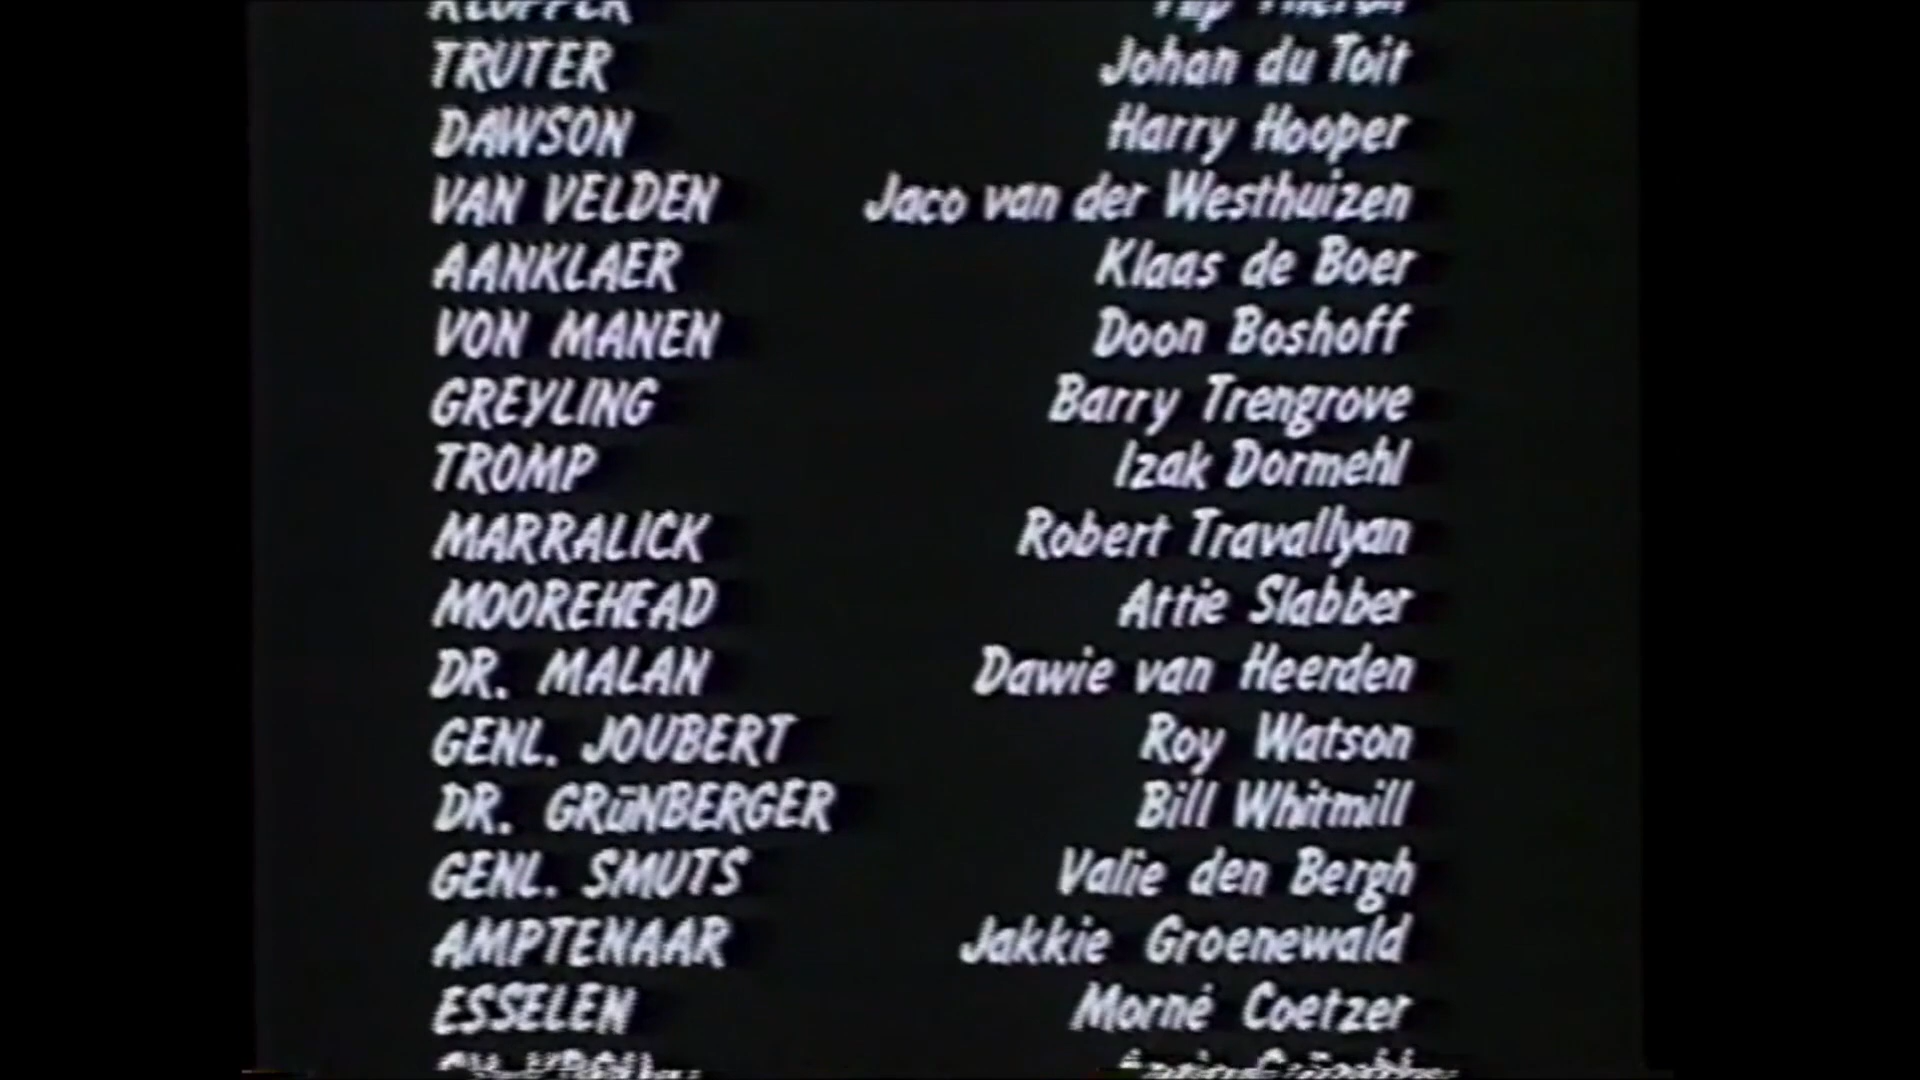 KLOPPER Flip Theron
TRUTER Johan du Toit
DAWSON Harry Hooper
VAN VELDEN Jaco van der Westhuizen
AANKLAER Klaas de Boer
VON MANEN Doon Boshoff
GREYLING Barry Trengrove
TROMP Izak Dormehl
MARRALICK Robert Travallyan
MOOREHEAD Attie Slabber
DR. MALAN Dawie van Heerden
GENL. JOUBERT Roy Watson
DR. GRüNBERGER Bill Whitmill
GENL. SMUTS Valie den Bergh
AMPTENAAR Jakkie Groenewald
ESSELEN Morné Coetzer